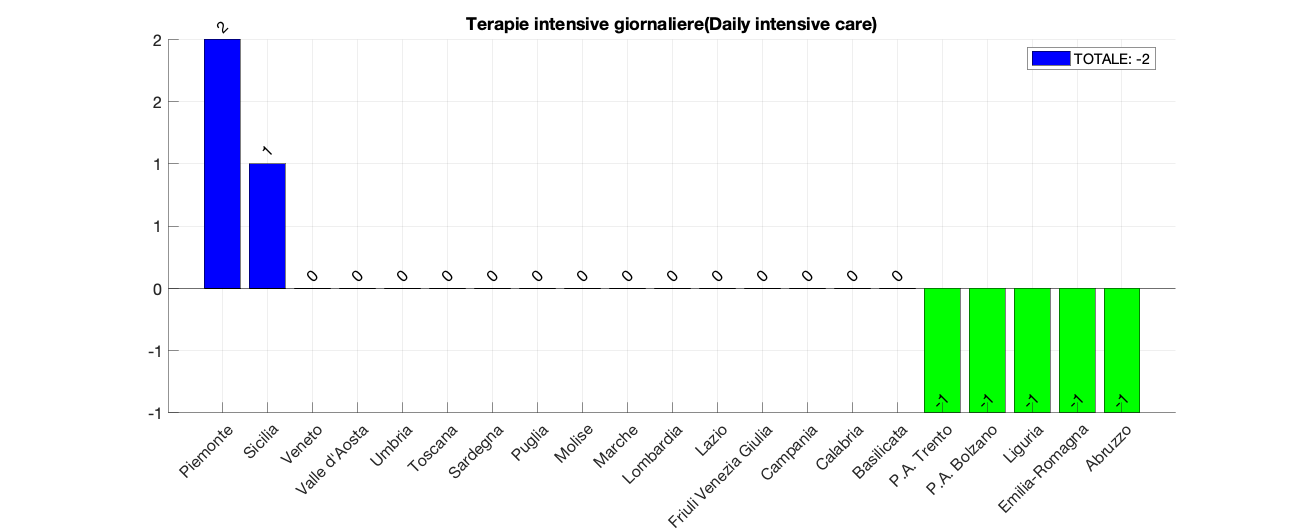 Terapie intensive giornaliere(Daily intensive care)
TOTALE: -2
2
2
1
1
0
-1
-1
2
1
0
0
0
0
0
0
0
0
0
0
0
0
0
0
-1
-1
-1
-1
-1
Piemonte
Sicilia
Veneto
Valle d'Aosta
Umbria
Toscana
Sardegna
Puglia
Molise
Marche
Lombardia
Lazio
Friuli Venezia Giulia
Campania
Calabria
Basilicata
P.A. Trento
P.A. Bolzano
Liguria
Emilia-Romagna
Abruzzo